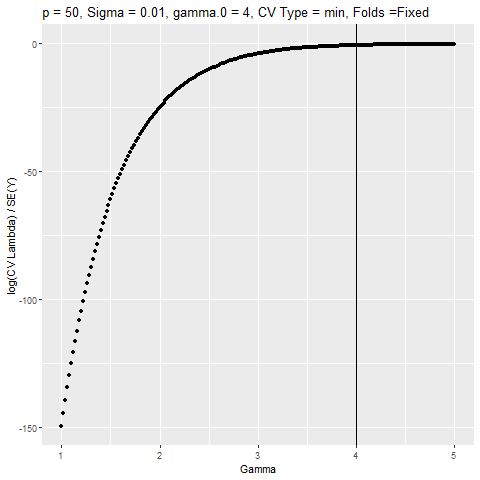 p = 50, Sigma = 0.01, gamma.0 = 4, CV Type = min, Folds =Fixed
log(CV Lambda) / SE(Y)
0
-50
-100
-150
1 2 3 4 5
Gamma